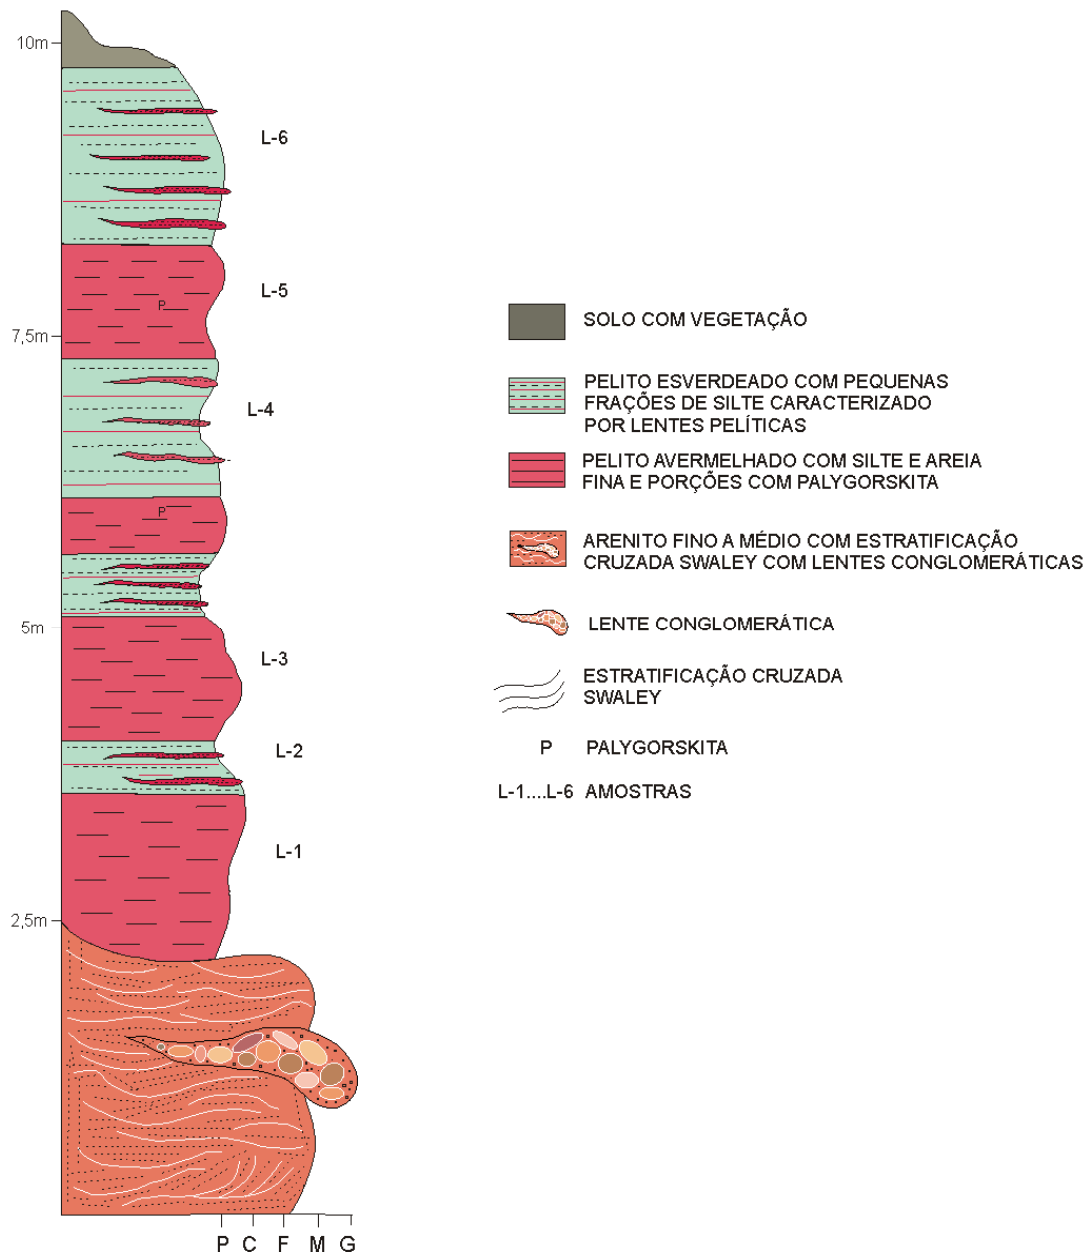 10m
L-6
L-5
P
7,5m
L-4
P
5m
L-3
L-2
L-1
2,5m
P C F M G
SOLO COM VEGETAÇÃO
PELITO ESVERDEADO COM PEQUENAS
FRAÇÕES DE SILTE CARACTERIZADO
POR LENTES PELÍTICAS
PELITO AVERMELHADO COM SILTE E AREIA
FINA E PORÇÕES COM PALYGORSKITA
ARENITO FINO A MÉDIO COM ESTRATIFICAÇÃO
CRUZADA SWALEY COM LENTES CONGLOMERÁTICAS
LENTE CONGLOMERÁTICA
ESTRATIFICAÇÃO CRUZADA
SWALEY
P PALYGORSKITA
L-1....L-6 AMOSTRAS